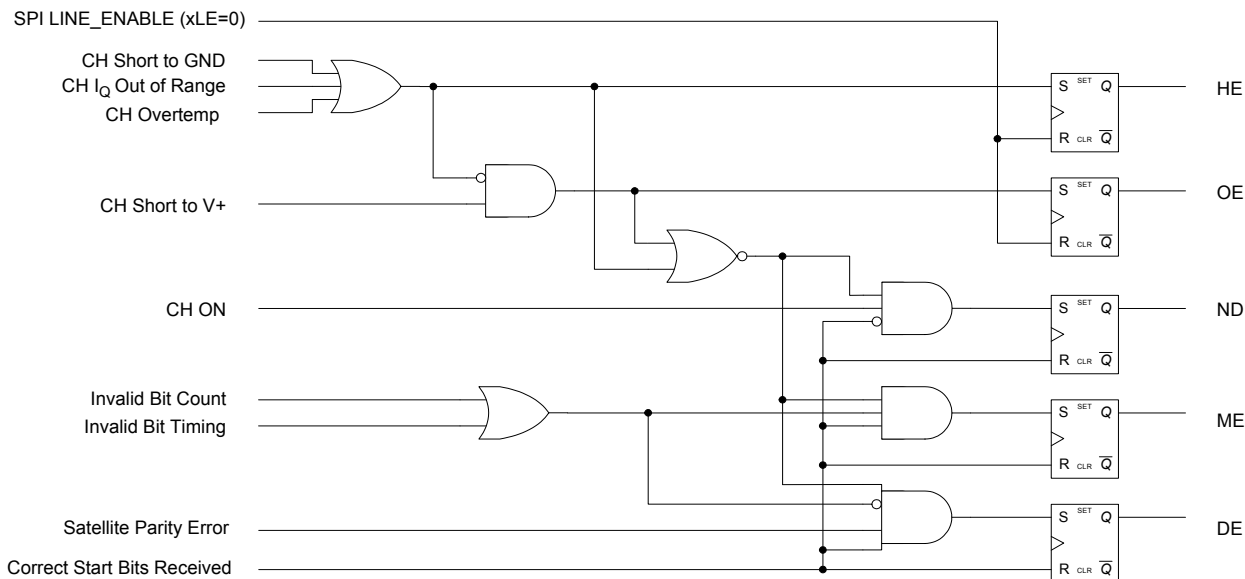 SPI LINE_ENABLE (xLE=0)
CH Short to GND
CH IQ Out of Range
CH Overtemp
S SET Q
HE
R CLR Q
CH Short to V+
S SET Q
OE
R CLR Q
CH ON
S SET Q
ND
R CLR Q
Invalid Bit Count
Invalid Bit Timing
S SET Q
ME
R CLR Q
Satellite Parity Error
S SET Q
DE
Correct Start Bits Received
R CLR Q